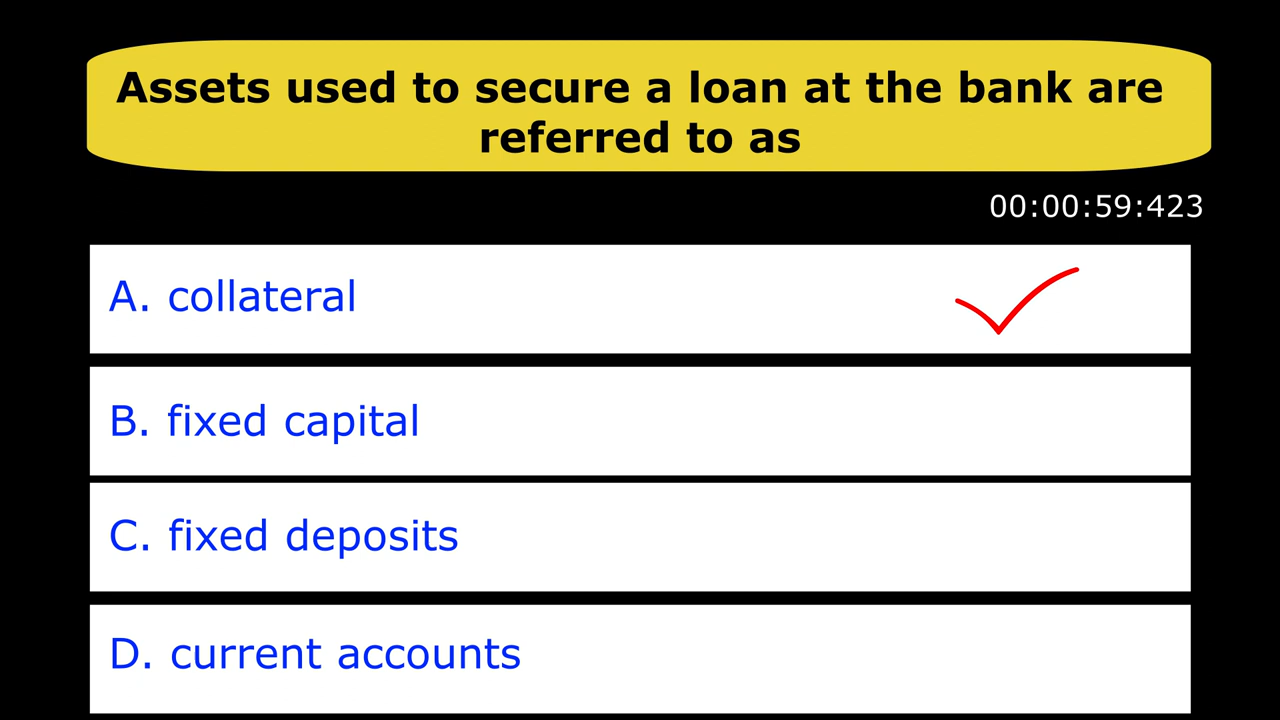 Assets used to secure a loan at the bank are
referred to as
00:00:59:423
A. collateral
B. fixed capital
C. fixed deposits
D. current accounts